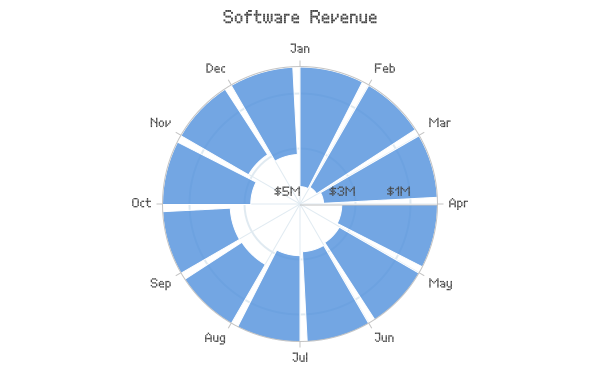 Software Revenue
Jan
Feb
Mar
Apr
May
Jun
Jul
Aug
Sep
Oct
Nov
Dec
$5M
$3M
$1M